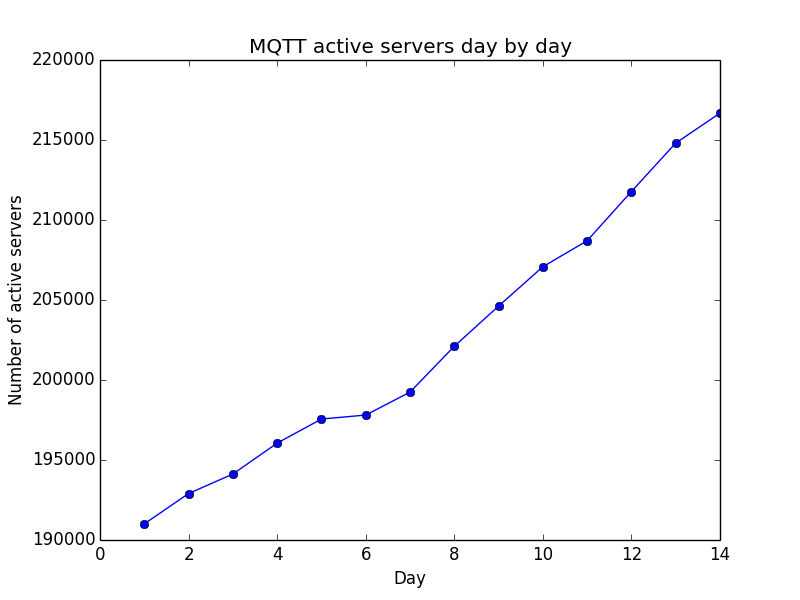 MQTT active servers day by day
220000
215000
210000
205000
200000
195000
190000
Number of active servers
0 2 4 6 8 10 12 14
Day